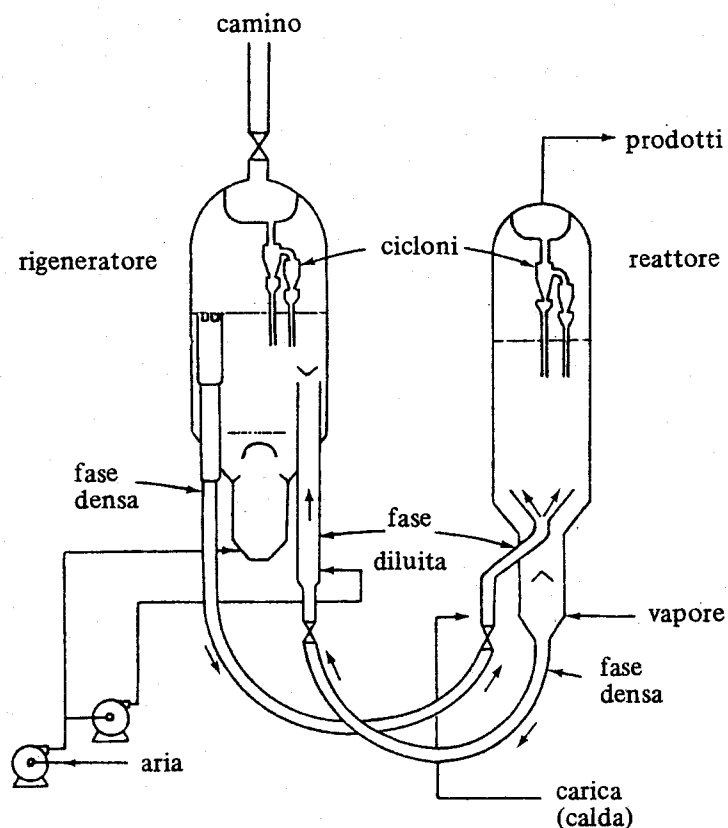 camino
prodotti
rigeneratore
cicloni
reattore
fase
densa
fase
diluita
vapore
fase
densa
aria
carica
(calda)